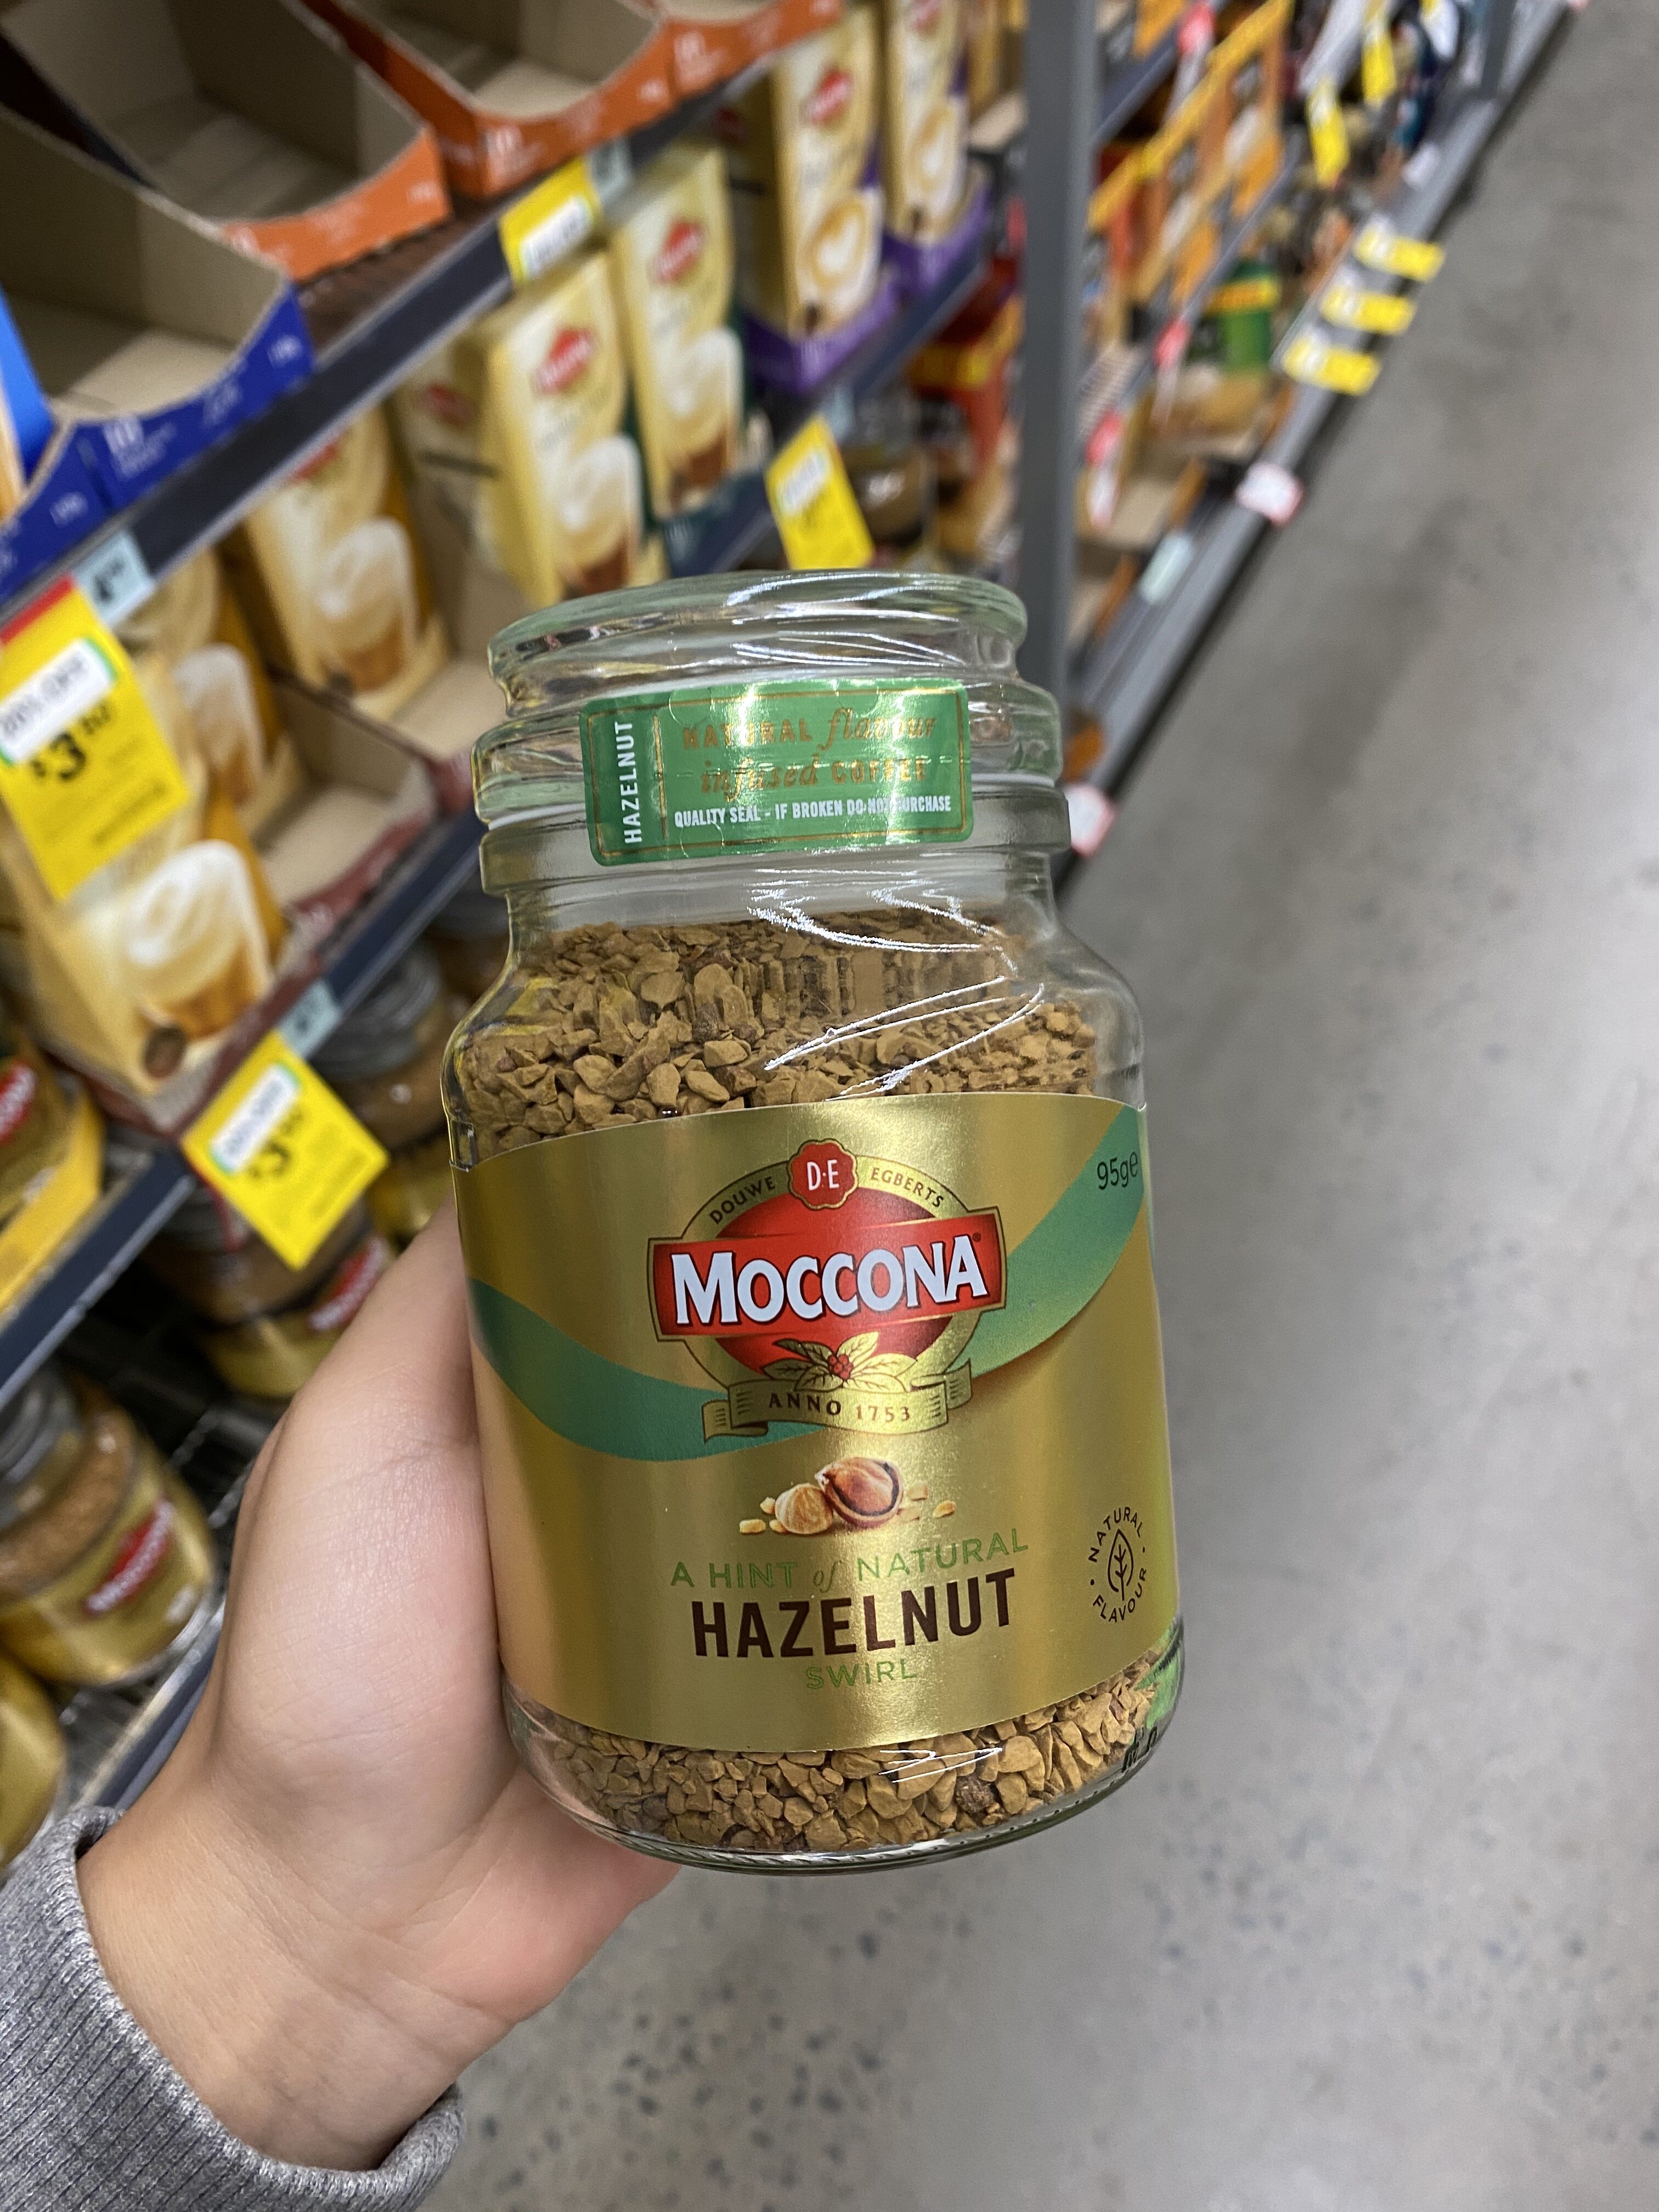 HAZELNUT
NATURAL flavour
infused COFFEE
QUALITY SEAL - IF BROKEN DO NOT PURCHASE
95g℮
D·E
DOUWE EGBERTS
MOCCONA®
ANNO 1753
A HINT of NATURAL
HAZELNUT
SWIRL
NATURAL
FLAVOUR